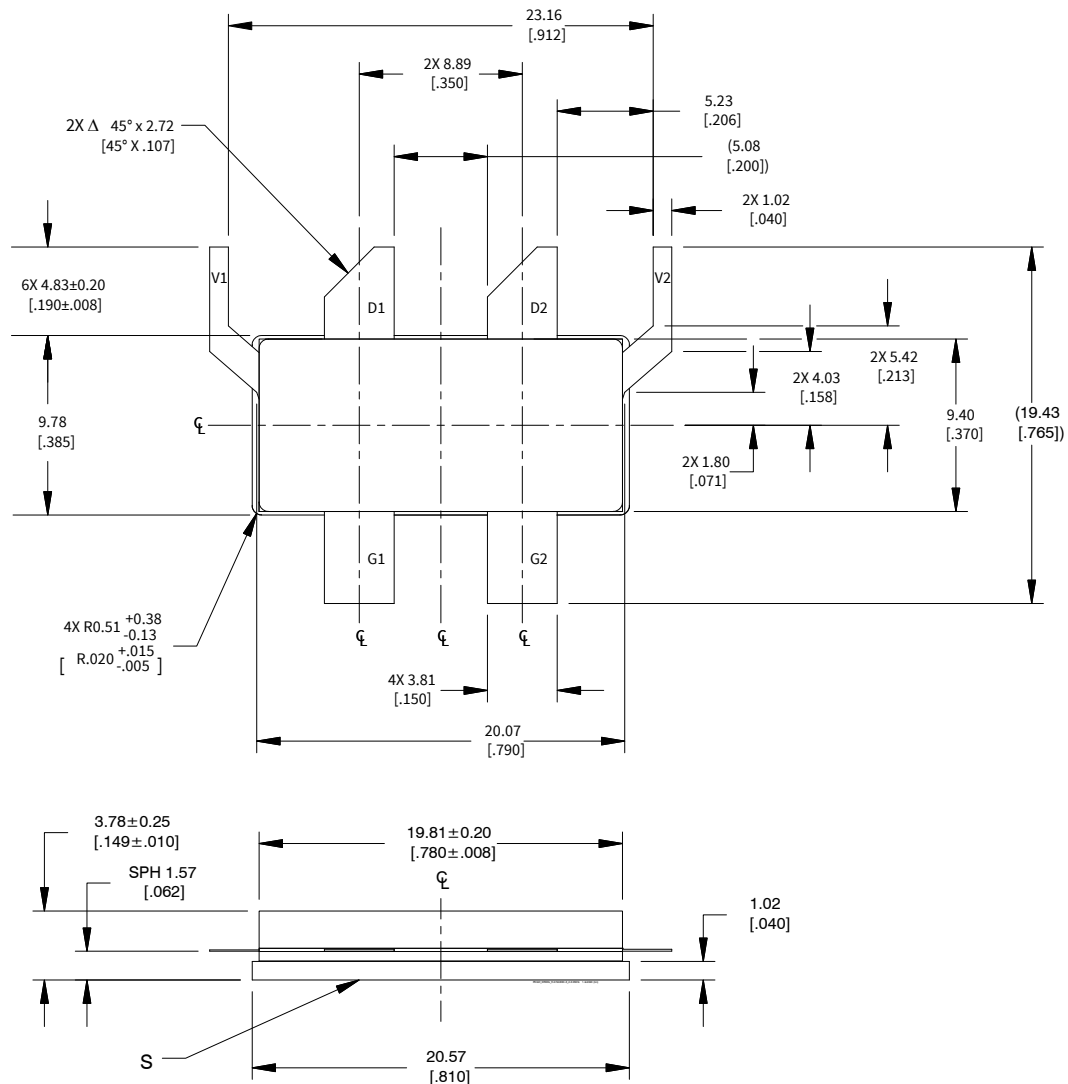 23.16
[.912]
2X 8.89
[.350]
5.23
[.206]
2X Δ 45° x 2.72
[45° X .107]
(5.08
[.200])
2X 1.02
[.040]
V1
D1
D2
V2
6X 4.83±0.20
[.190±.008]
2X 5.42
[.213]
2X 4.03
[.158]
9.78
[.385]
℄
9.40
[.370]
(19.43
[.765])
2X 1.80
[.071]
G1
G2
4X R0.51 +0.38
-0.13
[ R.020 +.015
-.005 ]
℄ ℄ ℄
4X 3.81
[.150]
20.07
[.790]
3.78±0.25
[.149±.010]
19.81±0.20
[.780±.008]
SPH 1.57
[.062]
℄
1.02
[.040]
S
20.57
[.810]